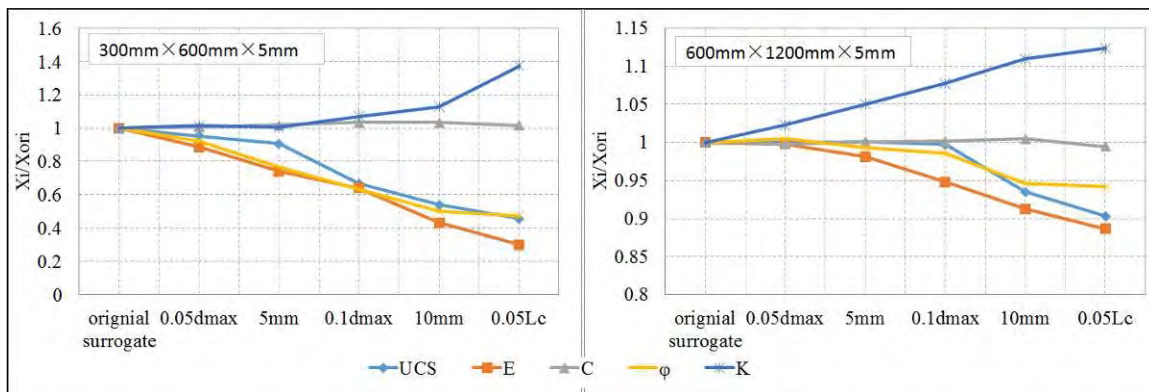 300mm×600mm×5mm
Xi/Xori
1.6
1.4
1.2
1
0.8
0.6
0.4
0.2
0
orignial surrogate
0.05dmax
5mm
0.1dmax
10mm
0.05Lc
600mm×1200mm×5mm
Xi/Xori
1.15
1.1
1.05
1
0.95
0.9
0.85
0.8
orignial surrogate
0.05dmax
5mm
0.1dmax
10mm
0.05Lc
UCS E C φ K